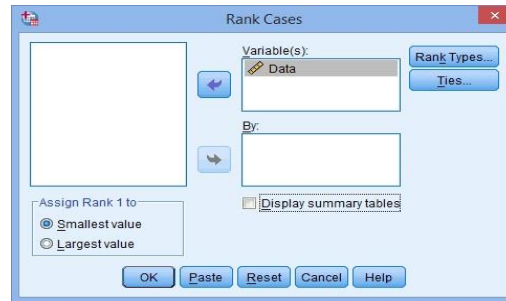 Rank Cases
Variable(s):
Data
Rank Types...
Ties...
By:
Assign Rank 1 to
Smallest value
Largest value
Display summary tables
OK Paste Reset Cancel Help